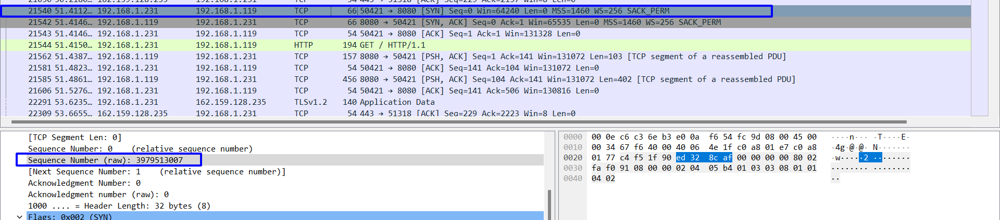 21540 51.4112… 192.168.1.231 192.168.1.119 TCP 66 50421 → 8080 [SYN] Seq=0 Win=64240 Len=0 MSS=1460 WS=256 SACK_PERM
21542 51.4146… 192.168.1.119 192.168.1.231 TCP 66 8080 → 50421 [SYN, ACK] Seq=0 Ack=1 Win=65535 Len=0 MSS=1460 WS=256 SACK_PERM
21543 51.4146… 192.168.1.231 192.168.1.119 TCP 54 50421 → 8080 [ACK] Seq=1 Ack=1 Win=131328 Len=0
21544 51.4150… 192.168.1.231 192.168.1.119 HTTP 194 GET / HTTP/1.1
21562 51.4387… 192.168.1.119 192.168.1.231 TCP 157 8080 → 50421 [PSH, ACK] Seq=1 Ack=141 Win=131072 Len=103 [TCP segment of a reassembled PDU]
21581 51.4823… 192.168.1.231 192.168.1.119 TCP 54 50421 → 8080 [ACK] Seq=141 Ack=104 Win=131072 Len=0
21585 51.4861… 192.168.1.119 192.168.1.231 TCP 456 8080 → 50421 [PSH, ACK] Seq=104 Ack=141 Win=131072 Len=402 [TCP segment of a reassembled PDU]
21606 51.5276… 192.168.1.231 192.168.1.119 TCP 54 50421 → 8080 [ACK] Seq=141 Ack=506 Win=130816 Len=0
22291 53.6235… 192.168.1.231 162.159.128.235 TLSv1.2 140 Application Data
22309 53.6655… 162.159.128.235 192.168.1.231 TCP 54 443 → 51318 [ACK] Seq=229 Ack=2223 Win=8 Len=0
[TCP Segment Len: 0]
Sequence Number: 0 (relative sequence number)
Sequence Number (raw): 3979513007
[Next Sequence Number: 1 (relative sequence number)]
Acknowledgment Number: 0
Acknowledgment number (raw): 0
1000 .... = Header Length: 32 bytes (8)
Flags: 0x002 (SYN)
0000 00 0e c6 c3 6e b3 e0 0a f6 54 fc 9d 08 00 45 00 ····n··· ·T····E·
0010 00 34 67 f6 40 00 40 06 4e 1f c0 a8 01 e7 c0 a8 ·4g·@·@· N·······
0020 01 77 c4 f5 1f 90 ed 32 8c af 00 00 00 00 80 02 ·w·····2 ········
0030 fa f0 91 08 00 00 02 04 05 b4 01 03 03 08 01 01 ········ ········
0040 04 02 ··